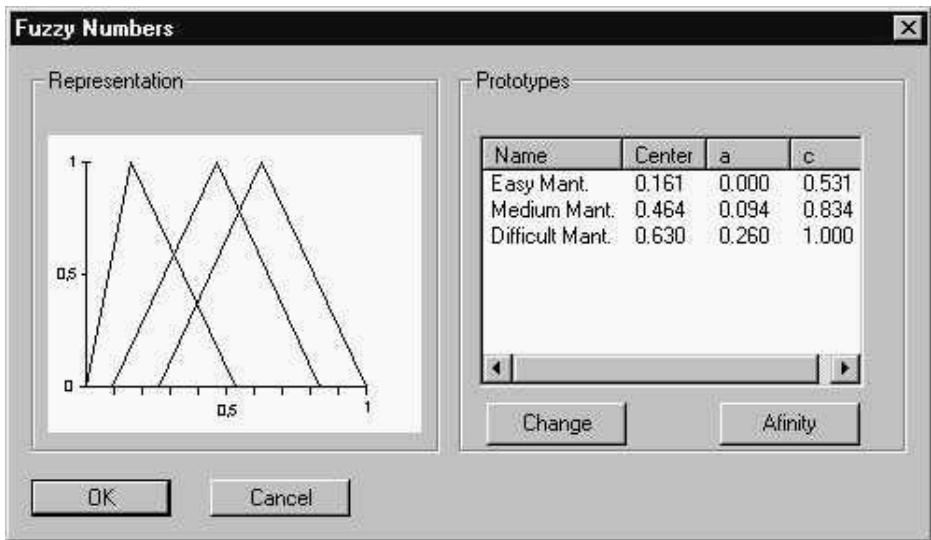 Fuzzy Numbers
Representation
1
0,5
0
0,5
1
Prototypes
Name Center a c
Easy Mant. 0.161 0.000 0.531
Medium Mant. 0.464 0.094 0.834
Difficult Mant. 0.630 0.260 1.000
Change Afinity
OK Cancel